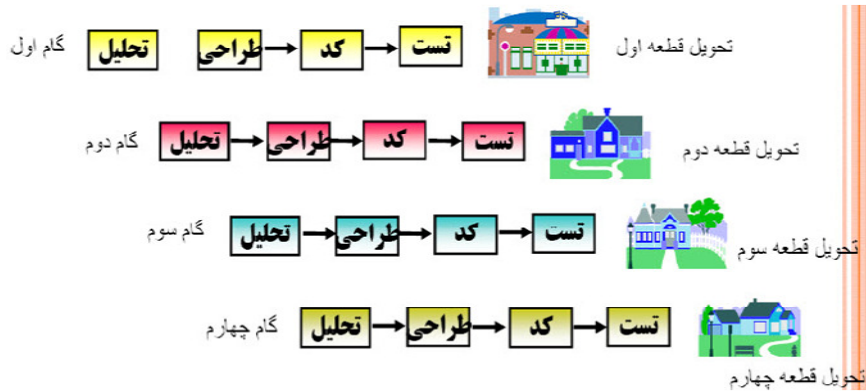 گام اول
تحلیل
طراحی
کد
تست
تحویل قطعه اول
گام دوم
تحلیل
طراحی
کد
تست
تحویل قطعه دوم
گام سوم
تحلیل
طراحی
کد
تست
تحویل قطعه سوم
گام چهارم
تحلیل
طراحی
کد
تست
تحویل قطعه چهارم